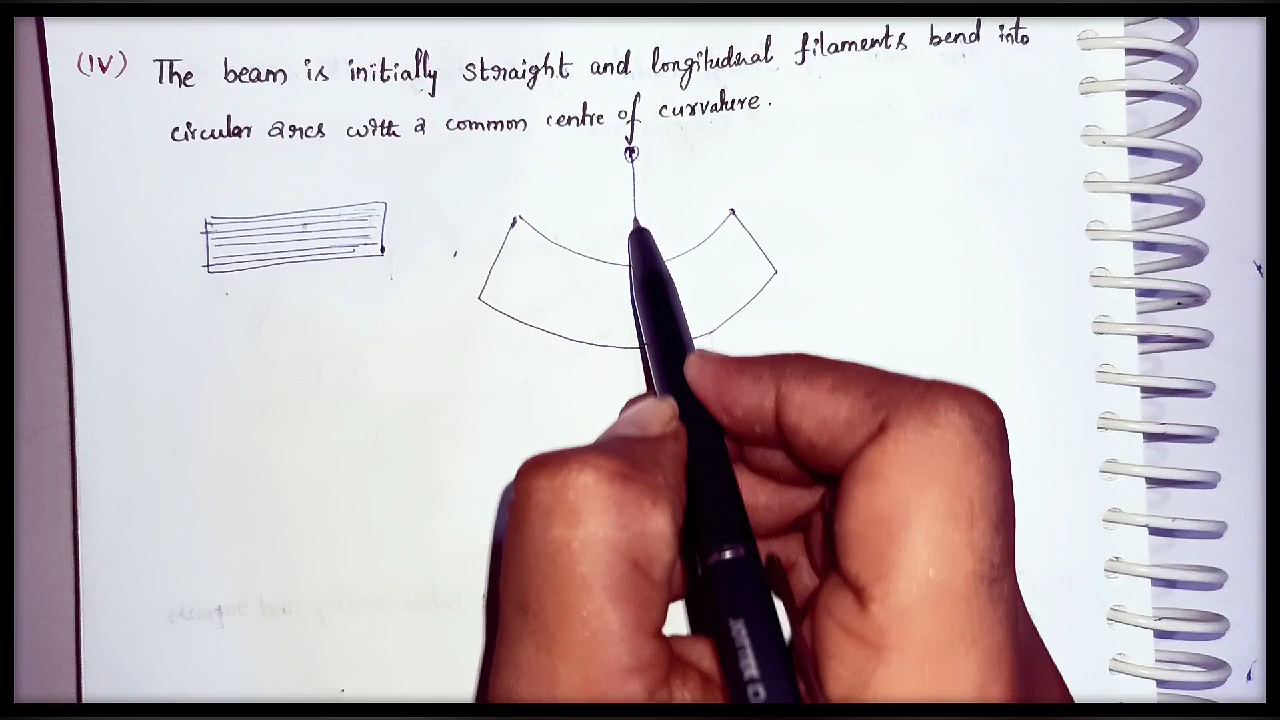 (IV) The beam is initially straight and longitudinal filaments bend into
circular arcs with a common centre of curvature.